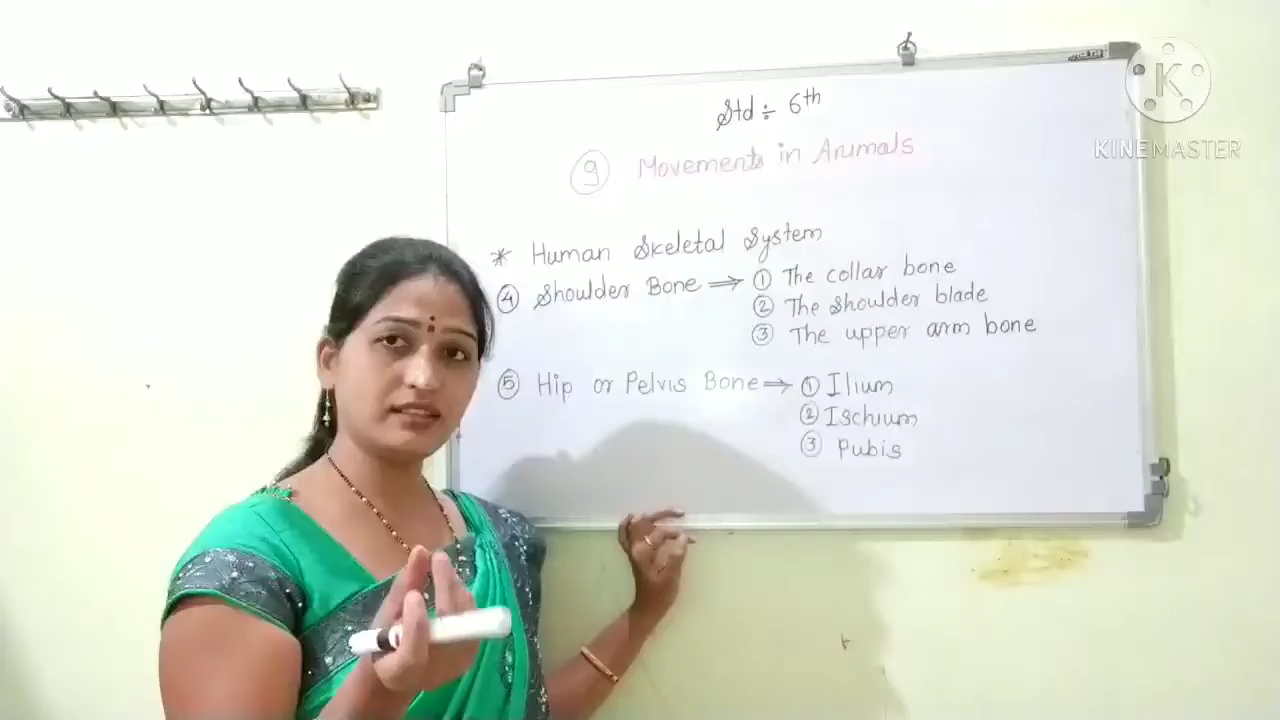 Std ÷ 6th
9 Movements in Animals
* Human Skeletal System
4 Shoulder Bone ⇒ 1 The collar bone
2 The shoulder blade
3 The upper arm bone
5 Hip or Pelvis Bone ⇒ 1 Ilium
2 Ischium
3 Pubis
K
KINEMASTER